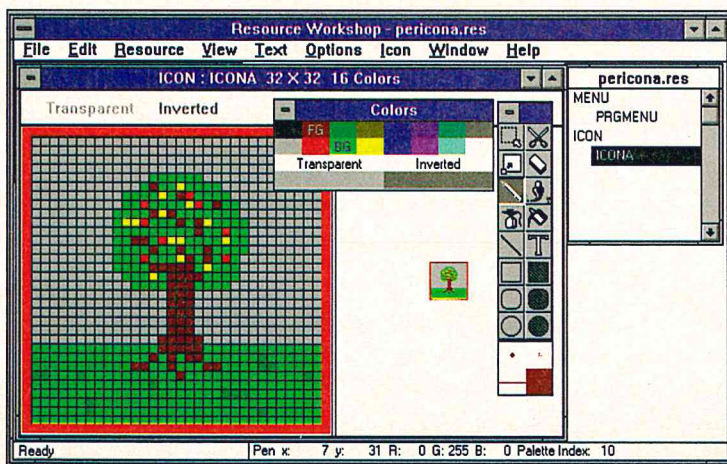 Resource Workshop - pericona.res
File Edit Resource View Text Options Icon Window Help
ICON : ICONA 32 X 32 16 Colors
Transparent Inverted
Colors
FG
BG
Transparent Inverted
T
pericona.res
MENU
PRGMENU
ICON
ICONA
Ready Pen x: 7 y: 31 R: 0 G: 255 B: 0 Palette Index: 10